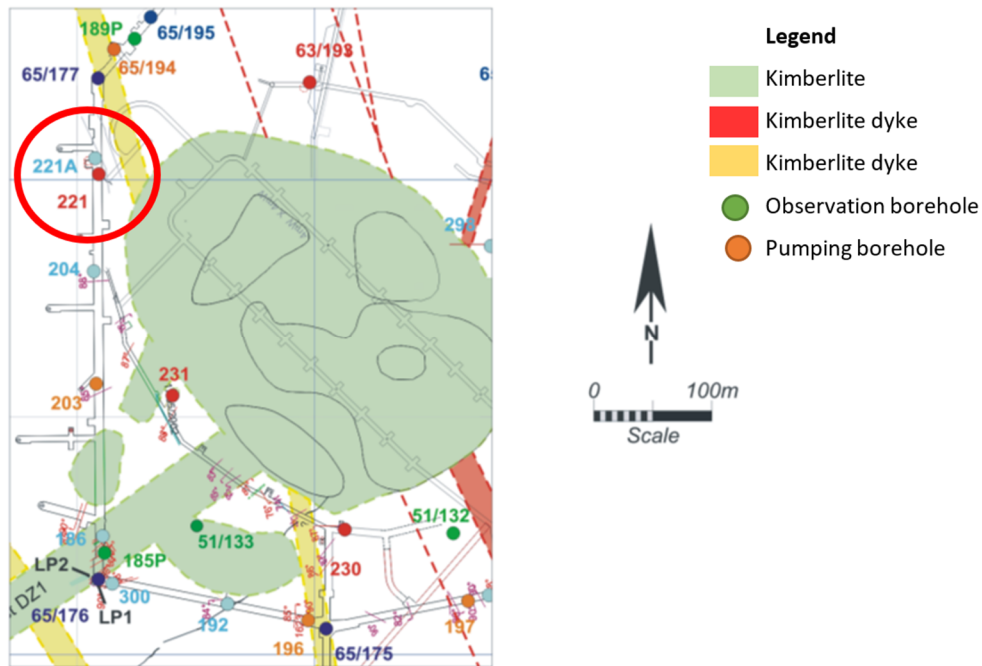 189P
65/195
65/194
65/177
63/193
221A
221
204
298
231
203
51/132
51/133
186
185P
LP2
DZ1
300
LP1
65/176
192
230
197
196
65/175
Legend
Kimberlite
Kimberlite dyke
Kimberlite dyke
Observation borehole
Pumping borehole
N
0 100m
Scale